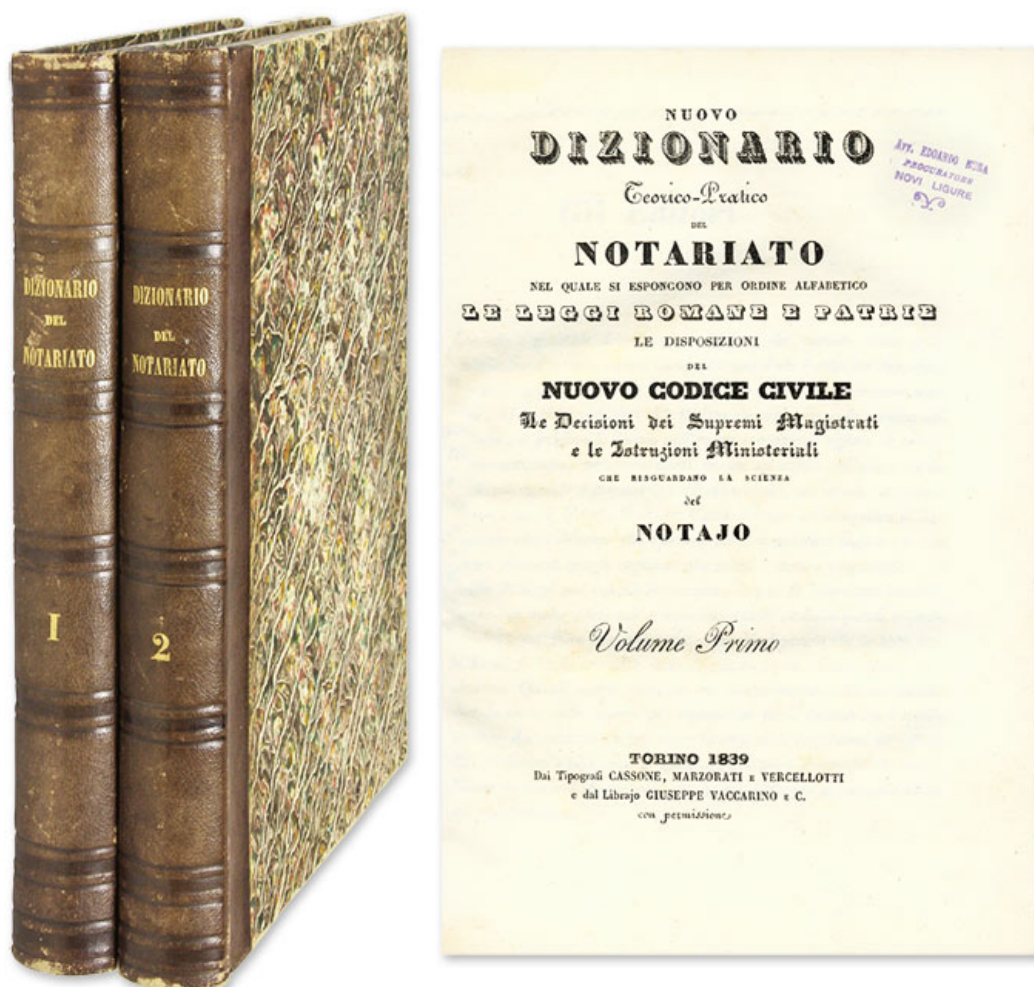 DIZIONARIO
DEL
NOTARIATO
I
DIZIONARIO
DEL
NOTARIATO
2
NUOVO
DIZIONARIO
Teorico-Pratico
DEL
NOTARIATO
NEL QUALE SI ESPONGONO PER ORDINE ALFABETICO
LE LEGGI ROMANE E PATRIE
LE DISPOSIZIONI
DEL
NUOVO CODICE CIVILE
Le Decisioni dei Supremi Magistrati
e le Istruzioni Ministeriali
CHE RISGUARDANO LA SCIENZA
del
NOTAJO
Volume Primo
TORINO 1839
Dai Tipografi CASSONE, MARZORATI E VERCELLOTTI
e dal Librajo GIUSEPPE VACCARINO E C.
con permissione
EDOARDO
PROCURATORE
NOVI LIGURE